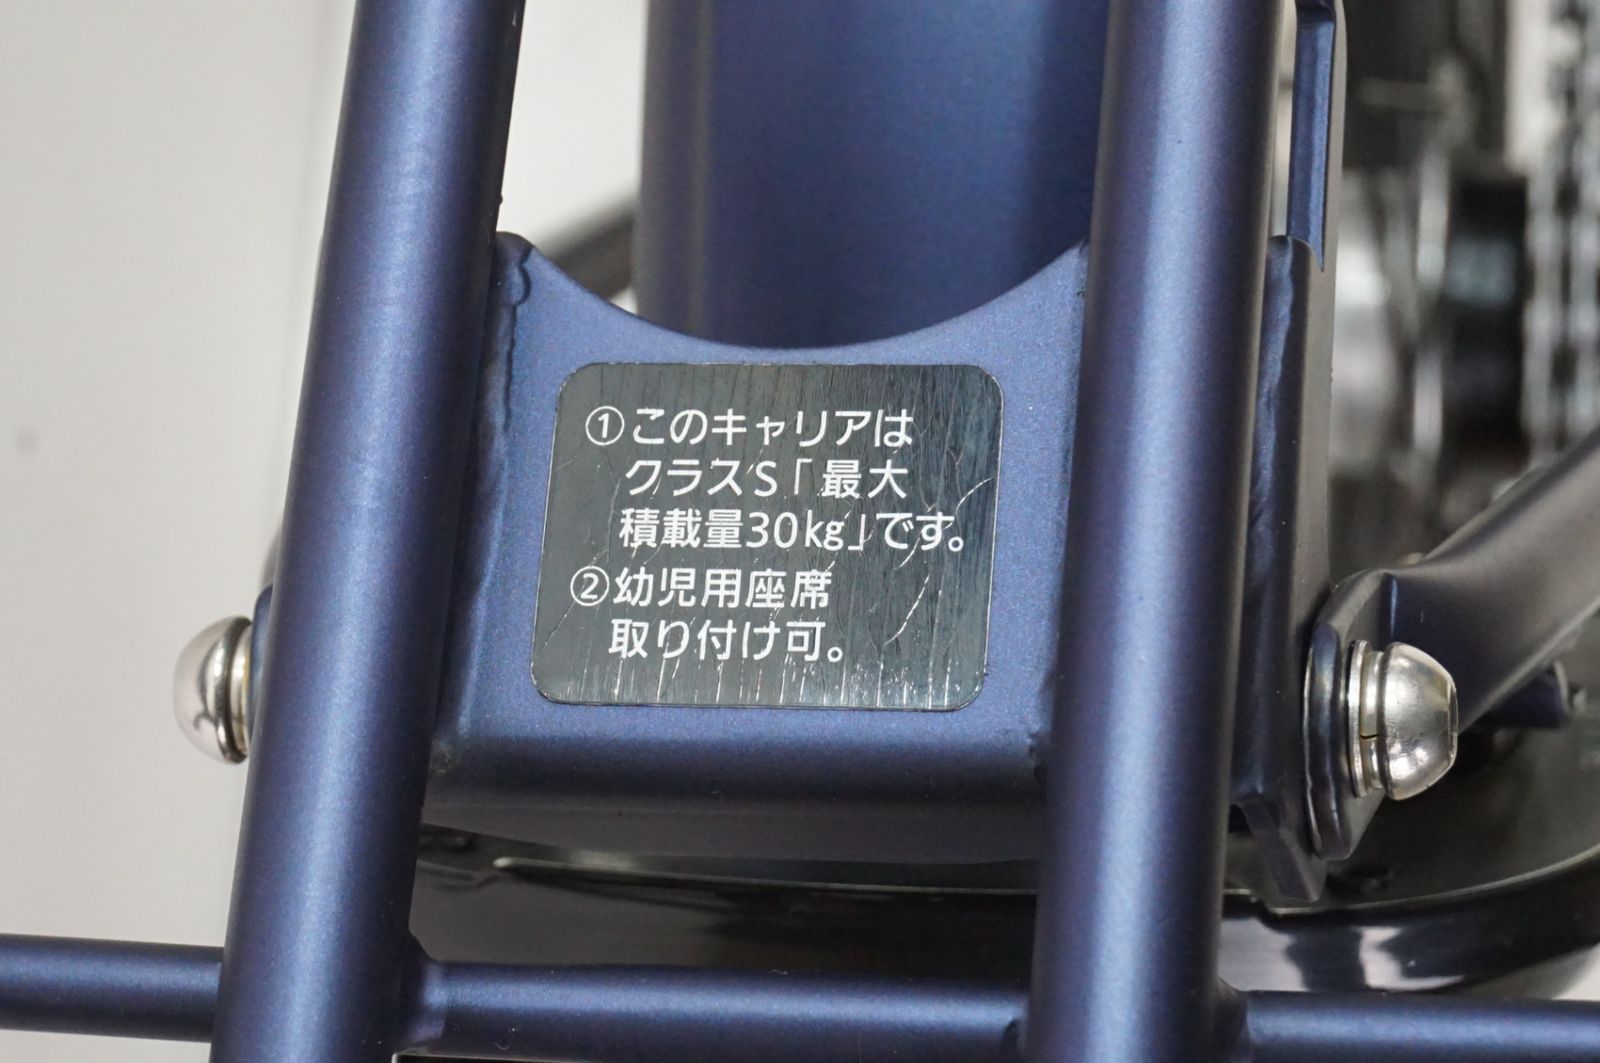 ①このキャリアは
クラスS「最大
積載量30kg」です。
②幼児用座席
取り付け可。